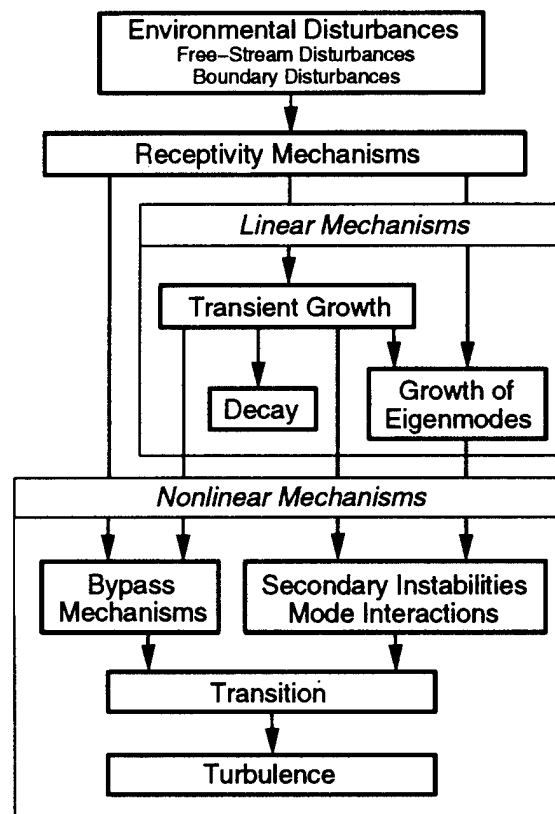 Environmental Disturbances
Free-Stream Disturbances
Boundary Disturbances
Receptivity Mechanisms
Linear Mechanisms
Transient Growth
Decay
Growth of
Eigenmodes
Nonlinear Mechanisms
Bypass
Mechanisms
Secondary Instabilities
Mode Interactions
Transition
Turbulence